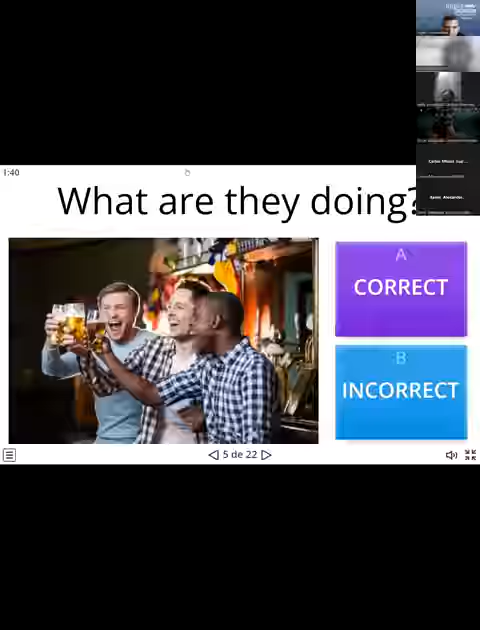 1:40
What are they doing?
A
CORRECT
B
INCORRECT
5 de 22